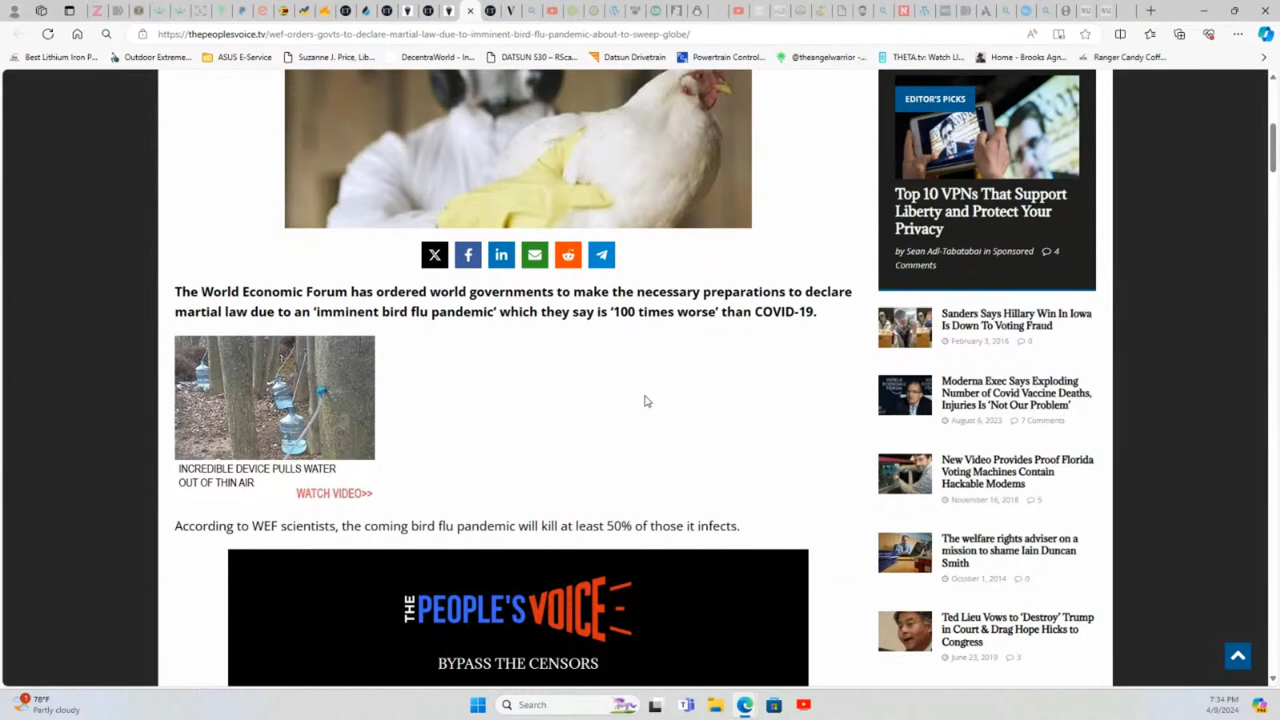 https://thepeoplesvoice.tv/wef-orders-govts-to-declare-martial-law-due-to-imminent-bird-flu-pandemic-about-to-sweep-globe/
Best Lithium Iron P...
Outdoor Extreme...
ASUS E-Service
Suzanne J. Price, Lib...
DecentraWorld - In...
DATSUN S30 – RSca...
Datsun Drivetrain
Powertrain Control...
@theangelwarrior -...
THETA.tv: Watch Li...
Home - Brooks Agn...
Ranger Candy Coff...
EDITOR'S PICKS
Top 10 VPNs That Support
Liberty and Protect Your
Privacy
by Sean Adl-Tabatabai in Sponsored 4
Comments
The World Economic Forum has ordered world governments to make the necessary preparations to declare
martial law due to an ‘imminent bird flu pandemic’ which they say is ‘100 times worse’ than COVID-19.
INCREDIBLE DEVICE PULLS WATER
OUT OF THIN AIR
WATCH VIDEO>>
According to WEF scientists, the coming bird flu pandemic will kill at least 50% of those it infects.
THE PEOPLE'S VOICE
BYPASS THE CENSORS
Sanders Says Hillary Win In Iowa
Is Down To Voting Fraud
February 3, 2016 0
Moderna Exec Says Exploding
Number of Covid Vaccine Deaths,
Injuries Is ‘Not Our Problem’
August 6, 2023 7 Comments
New Video Provides Proof Florida
Voting Machines Contain
Hackable Modems
November 16, 2018 5
The welfare rights adviser on a
mission to shame Iain Duncan
Smith
October 1, 2014 0
Ted Lieu Vows to ‘Destroy’ Trump
in Court & Drag Hope Hicks to
Congress
June 23, 2019 3
78°F
Partly cloudy
Search
7:34 PM
4/9/2024